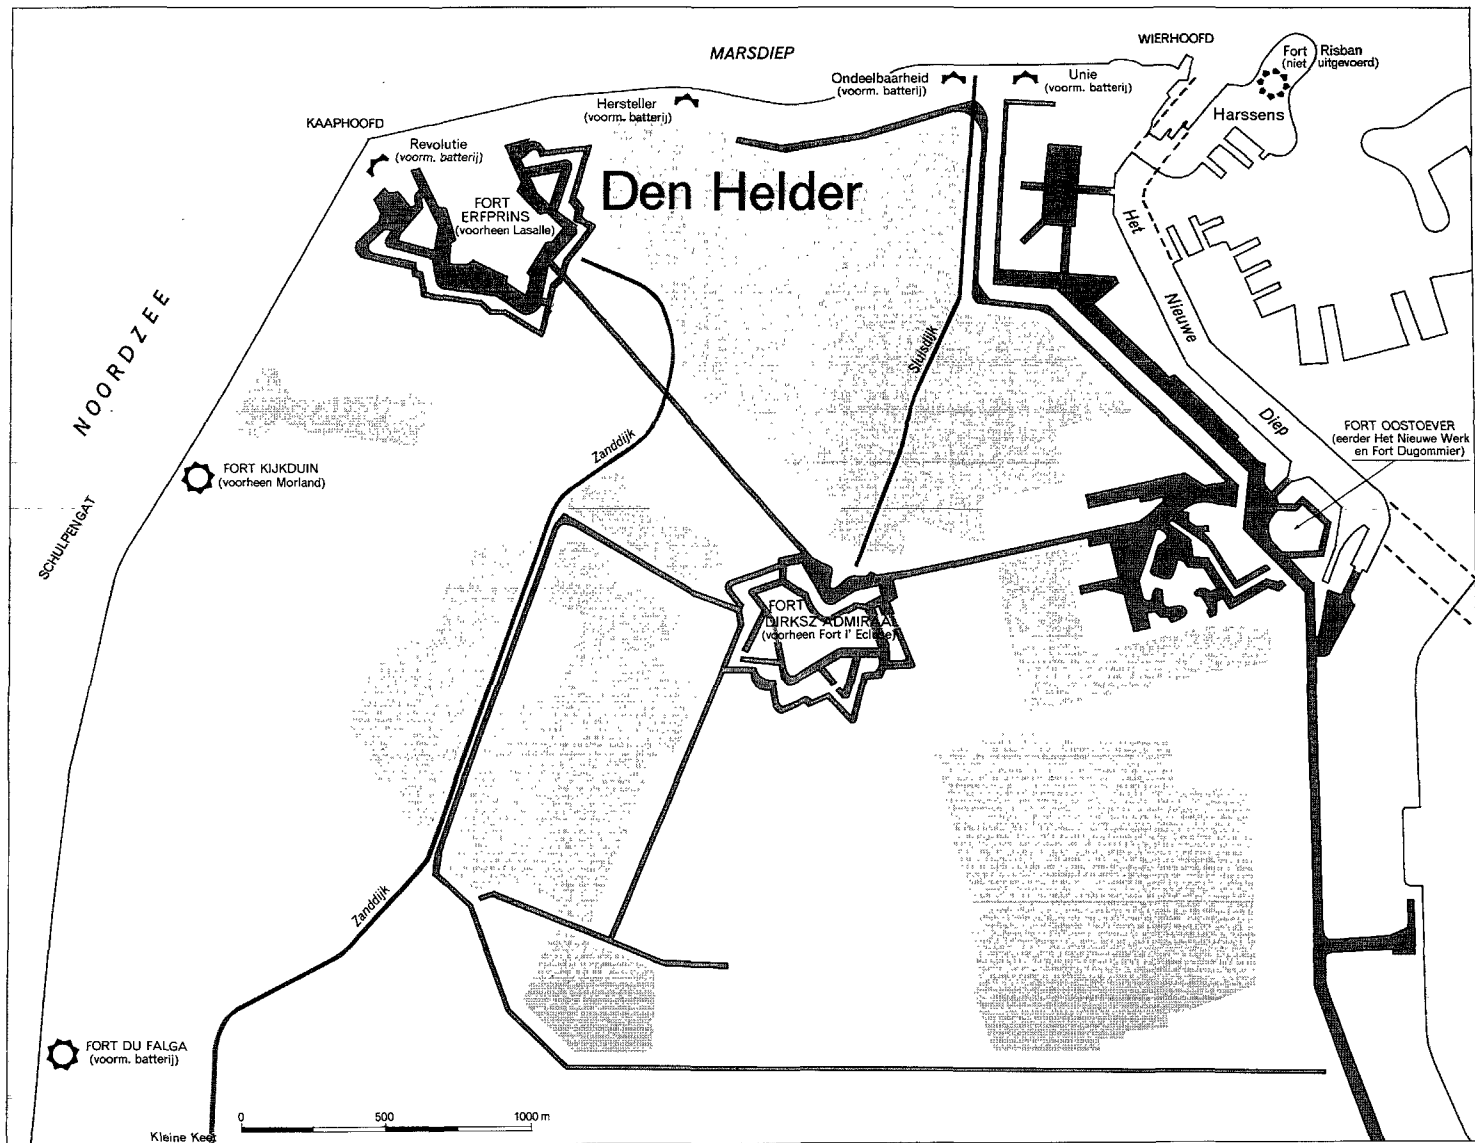 MARSDIEP
WIERHOOFD
Fort Risban
(niet uitgevoerd)
Harssens
Ondeelbaarheid
(voorm. batterij)
Unie
(voorm. batterij)
Hersteller
(voorm. batterij)
KAAPHOOFD
Revolutie
(voorm. batterij)
Den Helder
FORT
ERFPRINS
(voorheen Lasalle)
Het
Nieuwe
Diep
NOORDZEE
Sluisdijk
Zanddijk
FORT OOSTOEVER
(eerder Het Nieuwe Werk
en Fort Dugommier)
FORT KIJKDUIN
(voorheen Morland)
SCHULPENGAT
FORT
DIRKSZ ADMIRAAL
(voorheen Fort l' Ecluse)
Zanddijk
FORT DU FALGA
(voorm. batterij)
0 500 1000 m
Kleine Keet